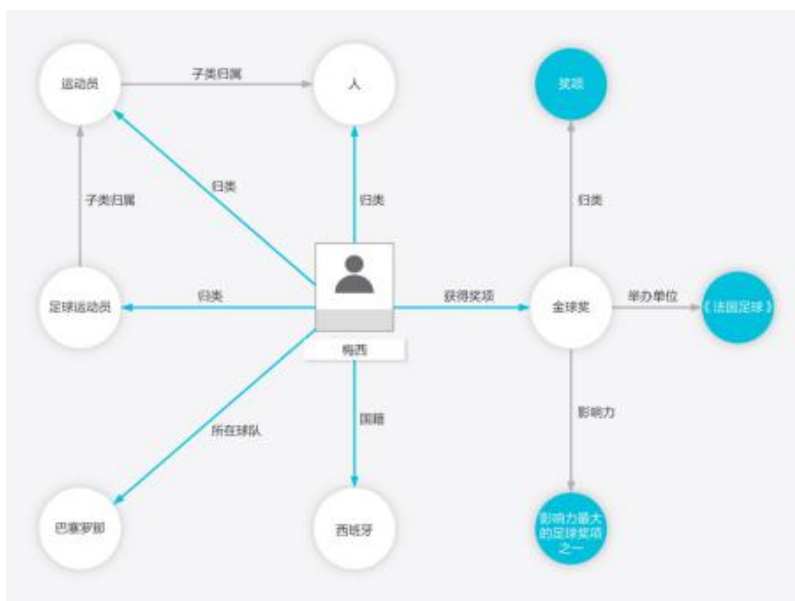 运动员
子类归属
人
奖项
归类
归类
归类
子类归属
足球运动员
归类
获得奖项
金球奖
举办单位
《法国足球》
梅西
所在球队
国籍
影响力
巴塞罗那
西班牙
影响力最大
的足球奖项
之一